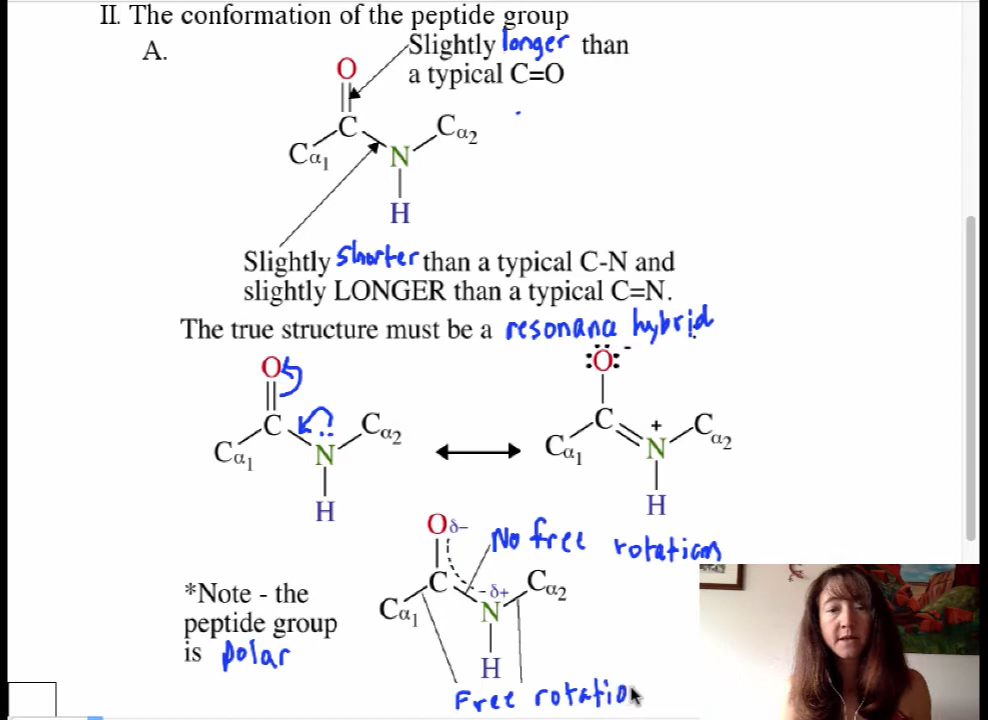 II. The conformation of the peptide group
A.
Slightly longer than
a typical C=O
O
C
Cα2
Cα1
N
H
Slightly shorter than a typical C-N and
slightly LONGER than a typical C=N.
The true structure must be a resonana hybrid
O
:Ö: -
C
Cα2
Cα1
N
H
C
+
Cα2
Cα1
N
H
Oδ-
No free rotation
C
δ+
Cα2
Cα1
N
H
*Note - the
peptide group
is polar
Free rotation